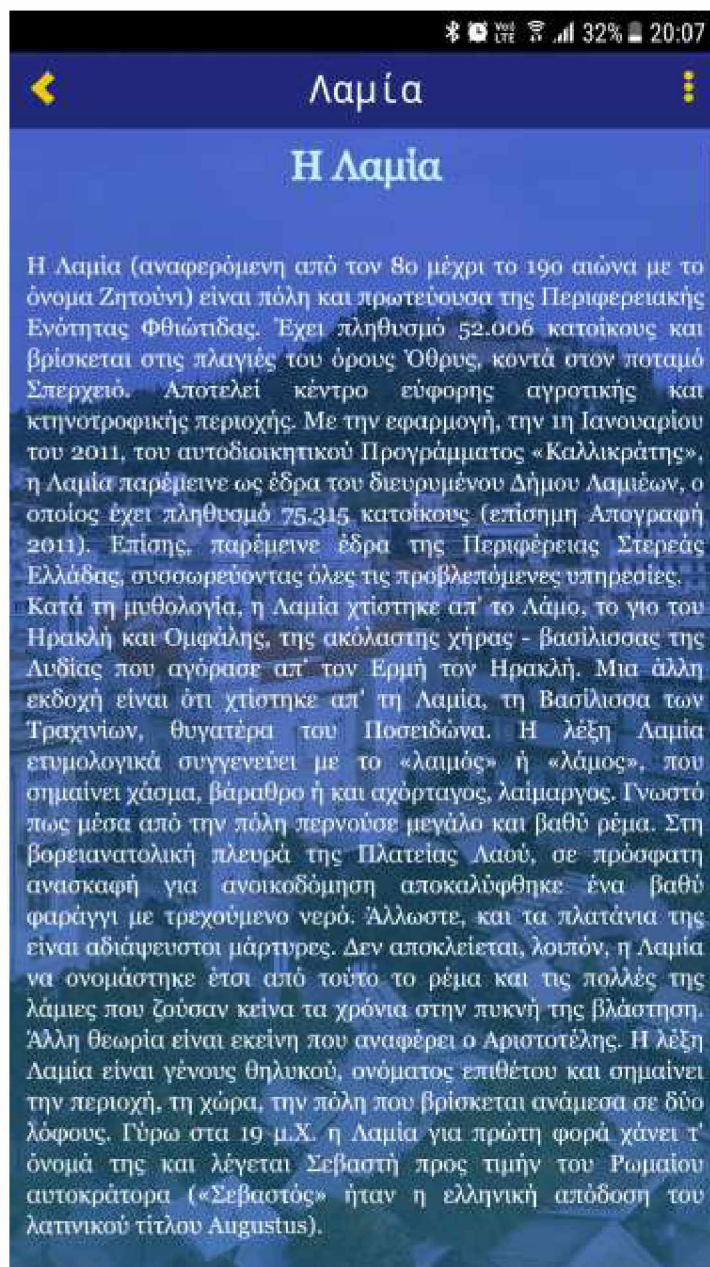 VoD LTE 32% 20:07
Λαμία
Η Λαμία
Η Λαμία (αναφερόμενη από τον 8ο μέχρι το 19ο αιώνα με το
όνομα Ζητούνι) είναι πόλη και πρωτεύουσα της Περιφερειακής
Ενότητας Φθιώτιδας. Έχει πληθυσμό 52.006 κατοίκους και
βρίσκεται στις πλαγιές του όρους Όθρυς, κοντά στον ποταμό
Σπερχειό. Αποτελεί κέντρο εύφορης αγροτικής και
κτηνοτροφικής περιοχής. Με την εφαρμογή, την 1η Ιανουαρίου
του 2011, του αυτοδιοικητικού Προγράμματος «Καλλικράτης»,
η Λαμία παρέμεινε ως έδρα του διευρυμένου Δήμου Λαμιέων, ο
οποίος έχει πληθυσμό 75.315 κατοίκους (επίσημη Απογραφή
2011). Επίσης, παρέμεινε έδρα της Περιφέρειας Στερεάς
Ελλάδας, συσσωρεύοντας όλες τις προβλεπόμενες υπηρεσίες.
Κατά τη μυθολογία, η Λαμία χτίστηκε απ' το Λάμο, το γιο του
Ηρακλή και Ομφάλης, της ακόλαστης χήρας - βασίλισσας της
Λυδίας που αγόρασε απ' τον Ερμή τον Ηρακλή. Μια άλλη
εκδοχή είναι ότι χτίστηκε απ' τη Λαμία, τη Βασίλισσα των
Τραχινίων, θυγατέρα του Ποσειδώνα. Η λέξη Λαμία
ετυμολογικά συγγενεύει με το «λαιμός» ή «λάμος», που
σημαίνει χάσμα, βάραθρο ή και αχόρταγος, λαίμαργος. Γνωστό
πως μέσα από την πόλη περνούσε μεγάλο και βαθύ ρέμα. Στη
βορειανατολική πλευρά της Πλατείας Λαού, σε πρόσφατη
ανασκαφή για ανοικοδόμηση αποκαλύφθηκε ένα βαθύ
φαράγγι με τρεχούμενο νερό. Άλλωστε, και τα πλατάνια της
είναι αδιάψευστοι μάρτυρες. Δεν αποκλείεται, λοιπόν, η Λαμία
να ονομάστηκε έτσι από τούτο το ρέμα και τις πολλές της
λάμιες που ζούσαν κείνα τα χρόνια στην πυκνή της βλάστηση.
Άλλη θεωρία είναι εκείνη που αναφέρει ο Αριστοτέλης. Η λέξη
Λαμία είναι γένους θηλυκού, ονόματος επιθέτου και σημαίνει
την περιοχή, τη χώρα, την πόλη που βρίσκεται ανάμεσα σε δύο
λόφους. Γύρω στα 19 μ.Χ. η Λαμία για πρώτη φορά χάνει τ'
όνομά της και λέγεται Σεβαστή προς τιμήν του Ρωμαίου
αυτοκράτορα («Σεβαστός» ήταν η ελληνική απόδοση του
λατινικού τίτλου Augustus).